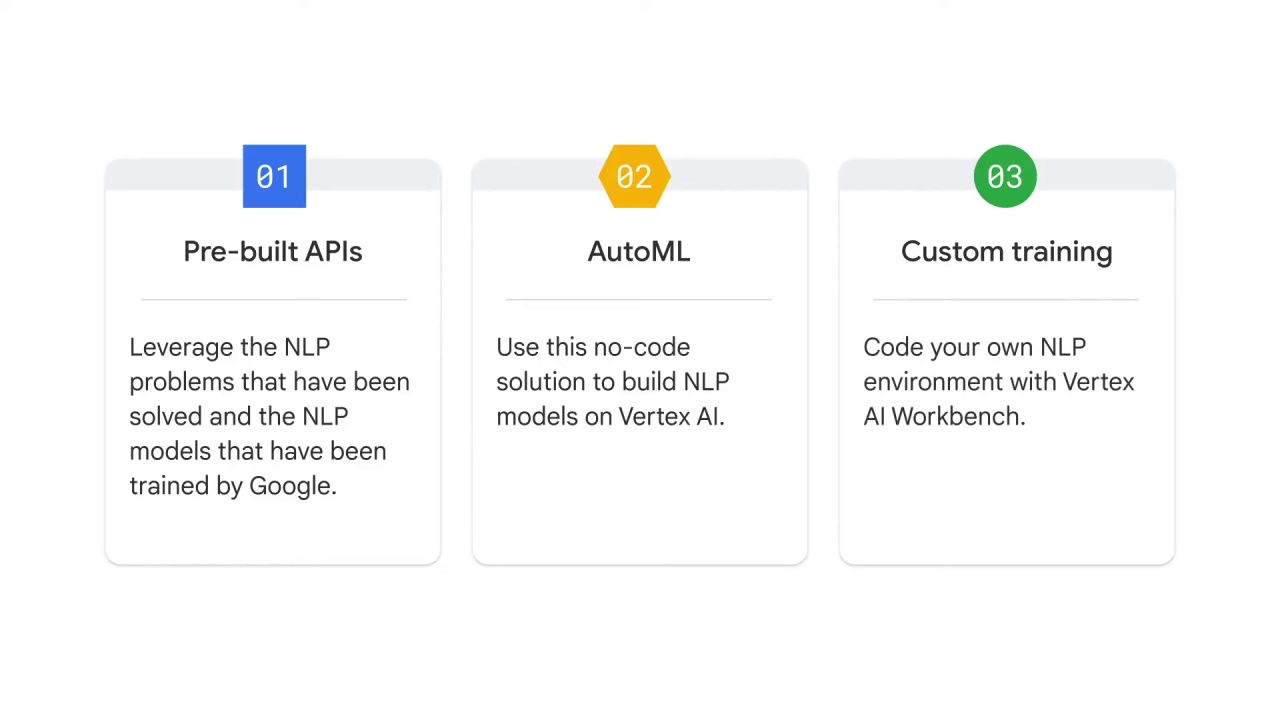 01
Pre-built APIs
Leverage the NLP
problems that have been
solved and the NLP
models that have been
trained by Google.
02
AutoML
Use this no-code
solution to build NLP
models on Vertex AI.
03
Custom training
Code your own NLP
environment with Vertex
AI Workbench.